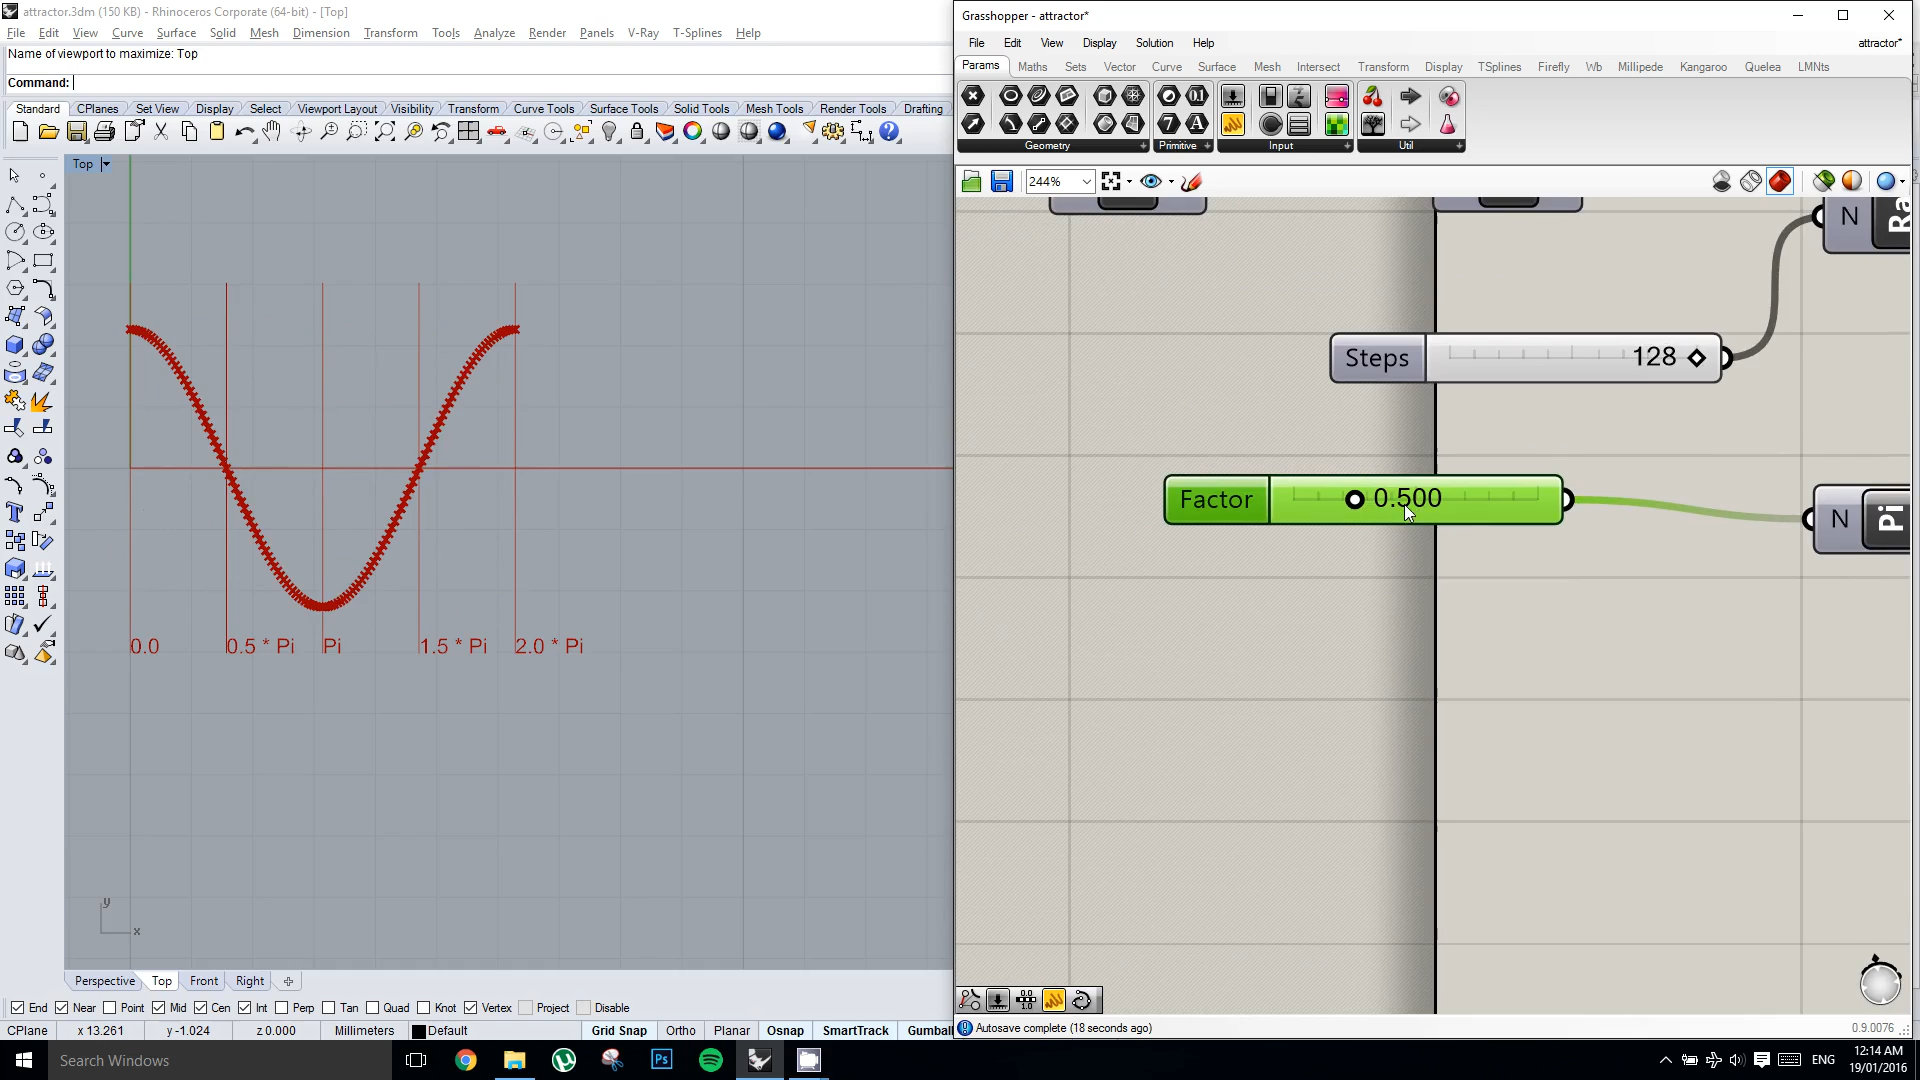 attractor.3dm (150 KB) - Rhinoceros Corporate (64-bit) - [Top]
File Edit View Curve Surface Solid Mesh Dimension Transform Tools Analyze Render Panels V-Ray T-Splines Help
Name of viewport to maximize: Top
Command:
Standard CPlanes Set View Display Select Viewport Layout Visibility Transform Curve Tools Surface Tools Solid Tools Mesh Tools Render Tools Drafting
Top
0.0 0.5 * Pi Pi 1.5 * Pi 2.0 * Pi
y
x
Perspective Top Front Right
End Near Point Mid Cen Int Perp Tan Quad Knot Vertex Project Disable
CPlane x 13.261 y -1.024 z 0.000 Millimeters Default Grid Snap Ortho Planar Osnap SmartTrack Gumball
Grasshopper - attractor*
File Edit View Display Solution Help attractor*
Params Maths Sets Vector Curve Surface Mesh Intersect Transform Display TSplines Firefly Wb Millipede Kangaroo Quelea LMNts
Geometry Primitive Input Util
244%
N Ra
Steps 128
Factor 0.500
N Pi
Autosave complete (18 seconds ago) 0.9.0076
Search Windows
Ps
ENG
12:14 AM
19/01/2016